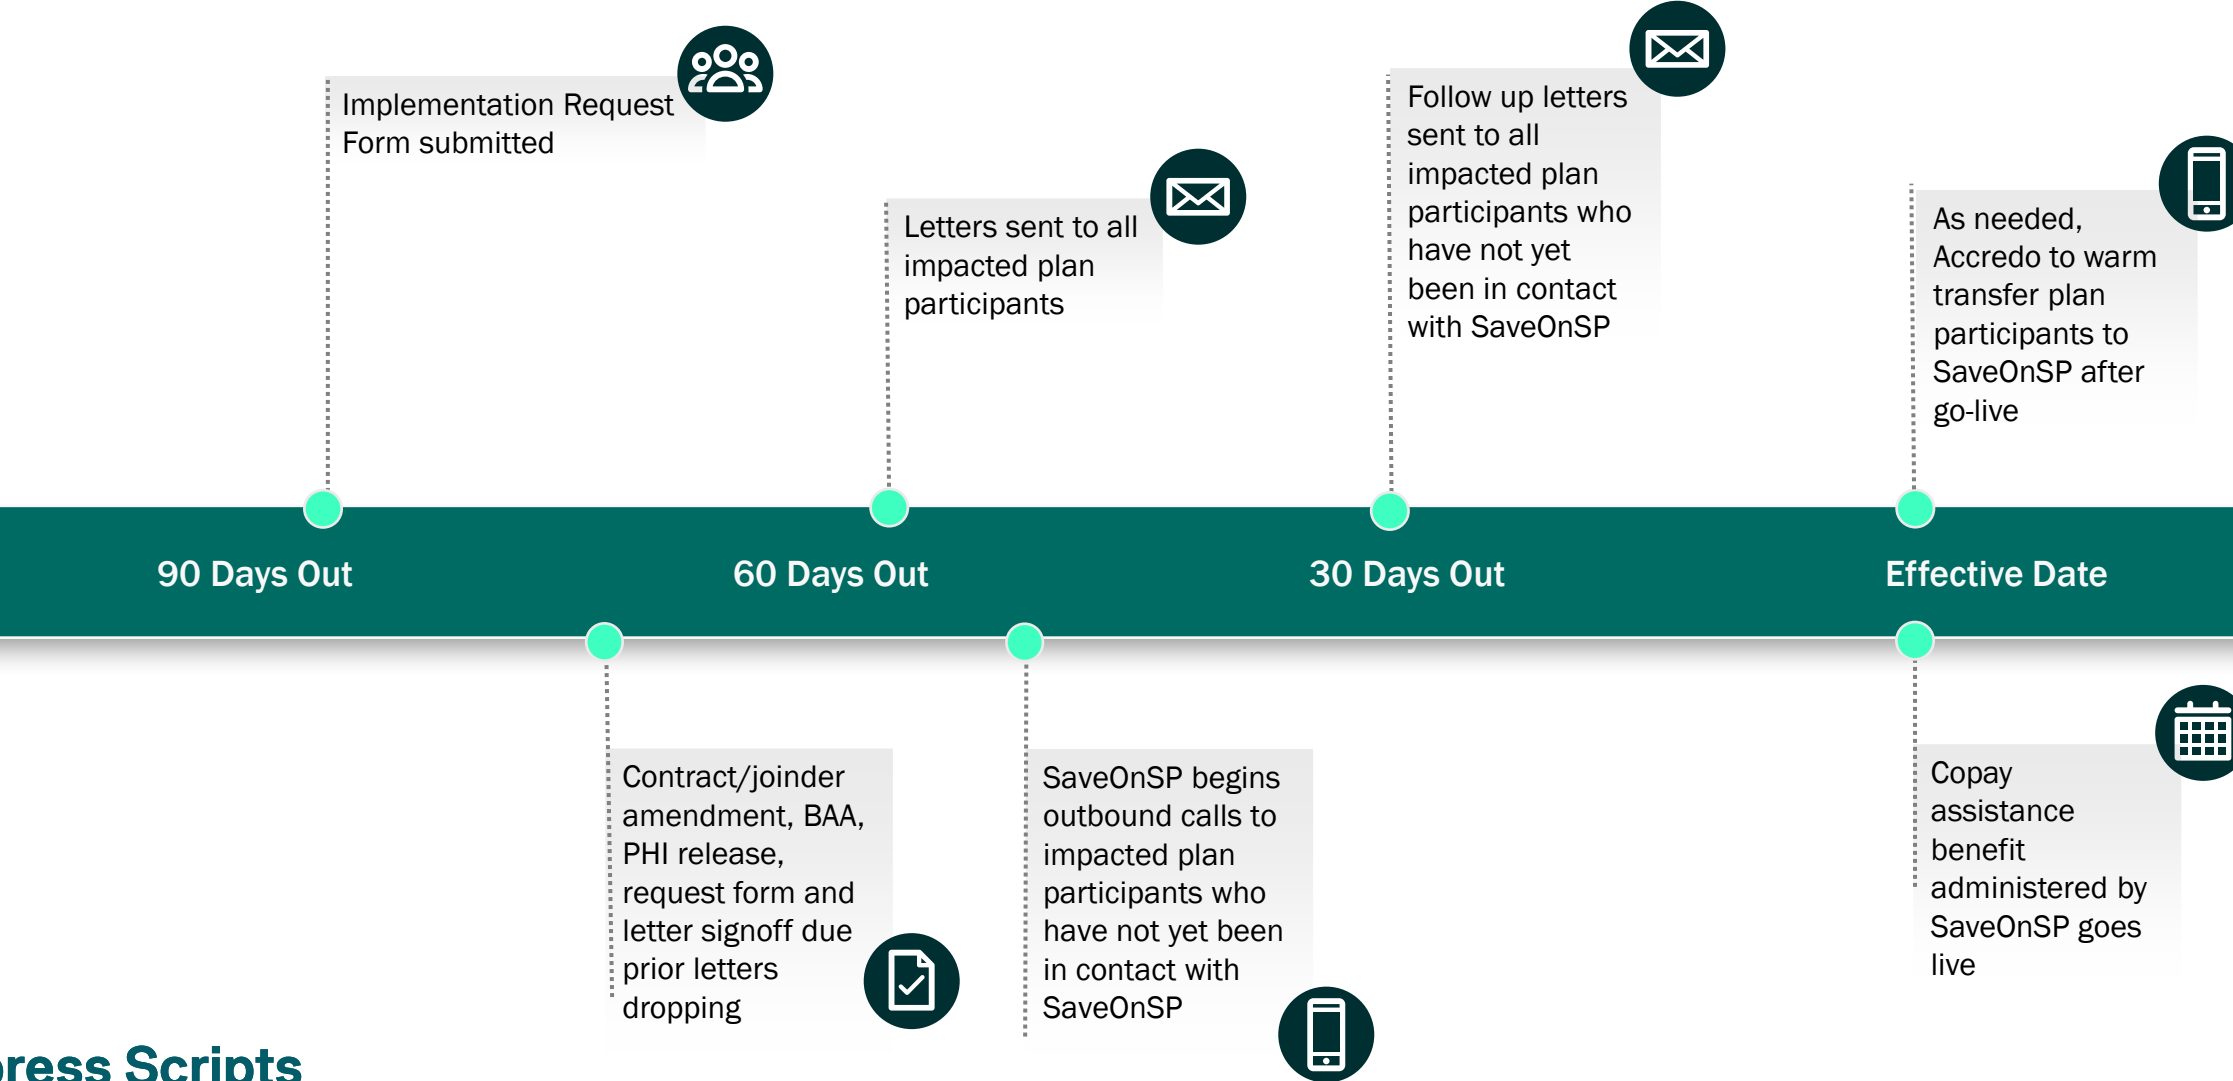 Implementation Request
Form submitted
Letters sent to all
impacted plan
participants
Follow up letters
sent to all
impacted plan
participants who
have not yet
been in contact
with SaveOnSP
As needed,
Accredo to warm
transfer plan
participants to
SaveOnSP after
go-live
90 Days Out
60 Days Out
30 Days Out
Effective Date
Contract/joinder
amendment, BAA,
PHI release,
request form and
letter signoff due
prior letters
dropping
SaveOnSP begins
outbound calls to
impacted plan
participants who
have not yet been
in contact with
SaveOnSP
Copay
assistance
benefit
administered by
SaveOnSP goes
live
press Scripts